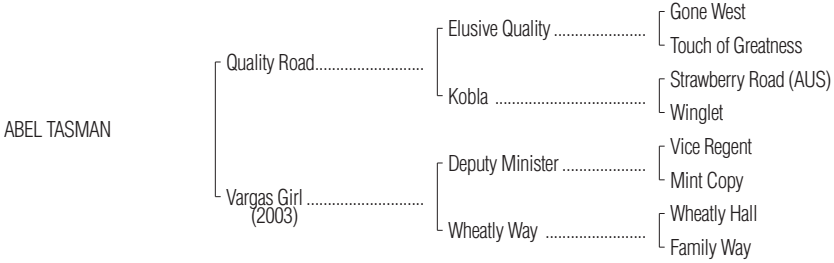 Gone West
Elusive Quality ......................
Touch of Greatness
Quality Road..........................
Strawberry Road (AUS)
Kobla ....................................
Winglet
ABEL TASMAN
Vice Regent
Deputy Minister ....................
Mint Copy
Vargas Girl ............................
(2003)
Wheatly Hall
Wheatly Way ........................
Family Way